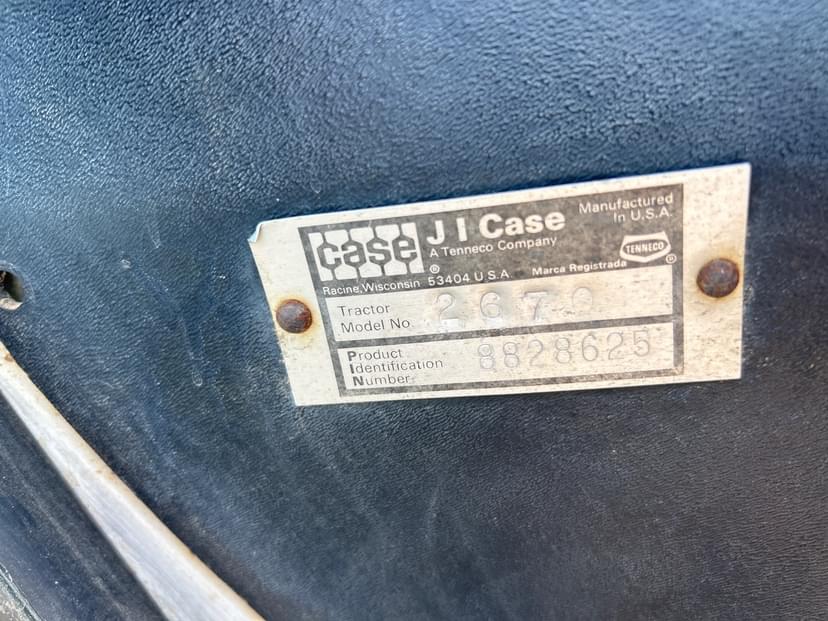 case
J I Case
A Tenneco Company
Manufactured
In U.S.A.
TENNECO
®
®
Racine, Wisconsin 53404 U.S.A. Marca Registrada
Tractor
Model No. 2670
Product
Identification
Number
8828625